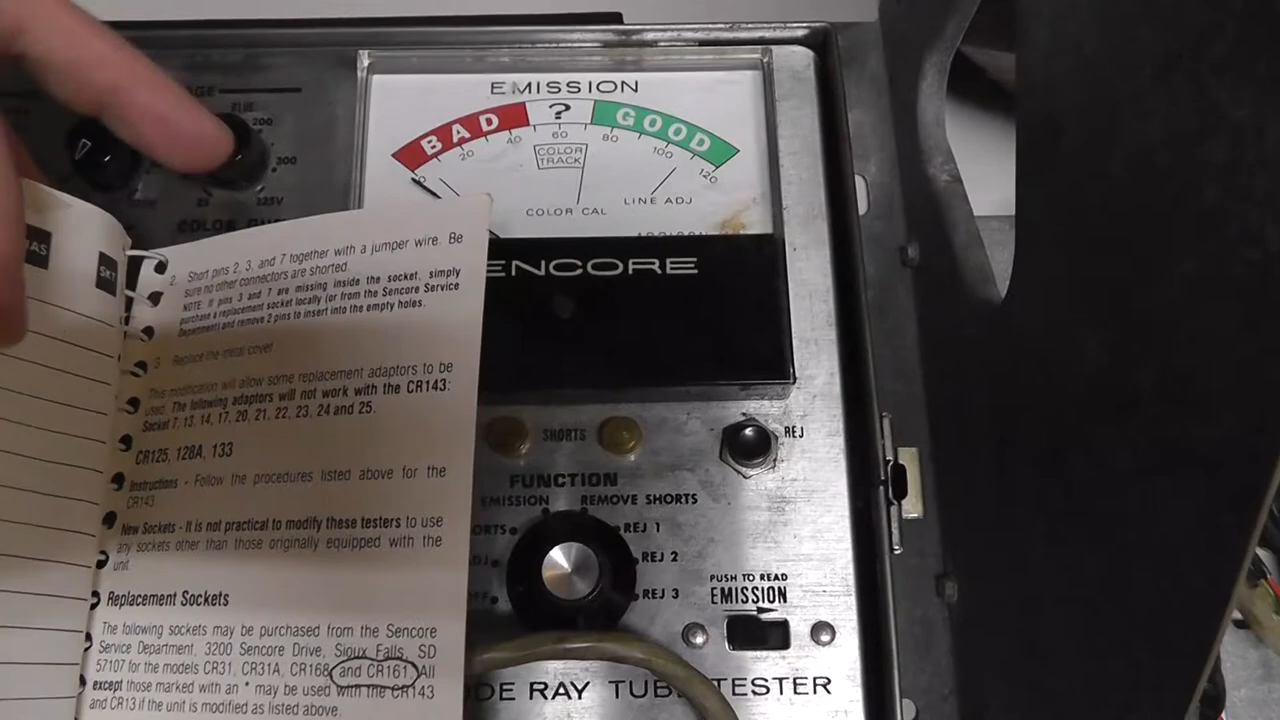 EMISSION
BAD ? GOOD
20 40 60 80 100 120
COLOR
TRACK
COLOR CAL
LINE ADJ
BLUE
200
300
225V
ENCORE
SHORTS
REJ
FUNCTION
EMISSION REMOVE SHORTS
ORTS REJ 1
DJ. REJ 2
REJ 3
PUSH TO READ
EMISSION
DE RAY TUBE TESTER
IAS
SKT
2. Short pins 2, 3, and 7 together with a jumper wire. Be
sure no other connectors are shorted.
NOTE: If pins 3 and 7 are missing inside the socket, simply
purchase a replacement socket locally (or from the Sencore Service
Department) and remove 2 pins to insert into the empty holes.
3. Replace the metal cover.
This modification will allow some replacement adaptors to be
used. The following adaptors will not work with the CR143:
Socket 7, 13, 14, 17, 20, 21, 22, 23, 24 and 25.
CR125, 128A, 133
Instructions - Follow the procedures listed above for the
CR143.
New Sockets - It is not practical to modify these testers to use
any sockets other than those originally equipped with the
unit.
Replacement Sockets
The following sockets may be purchased from the Sencore
Service Department, 3200 Sencore Drive, Sioux Falls, SD
57107 for the models CR31, CR31A, CR168 and CR161. All
except those marked with an * may be used with the CR143
and CR13 if the unit is modified as listed above.